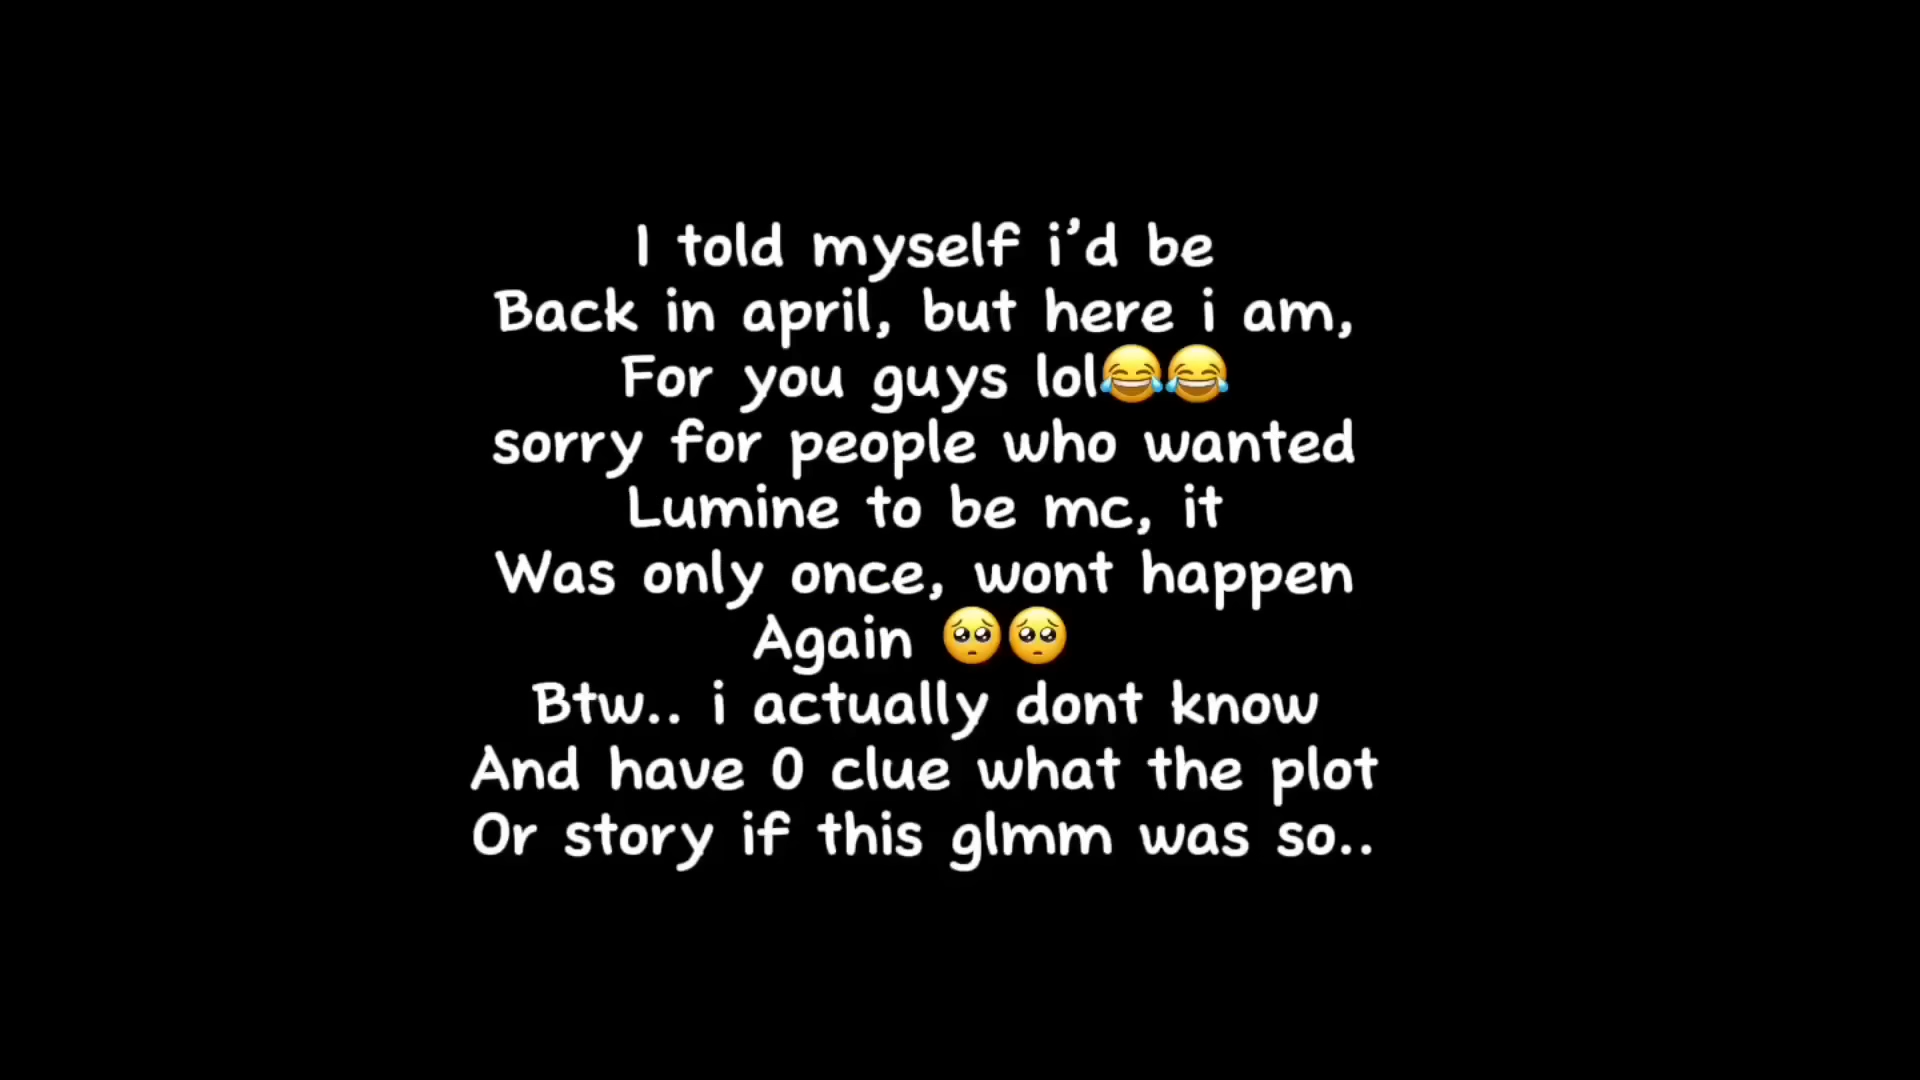 I told myself i’d be
Back in april, but here i am,
For you guys lol😂😂
sorry for people who wanted
Lumine to be mc, it
Was only once, wont happen
Again 🥺🥺
Btw.. i actually dont know
And have 0 clue what the plot
Or story if this glmm was so..